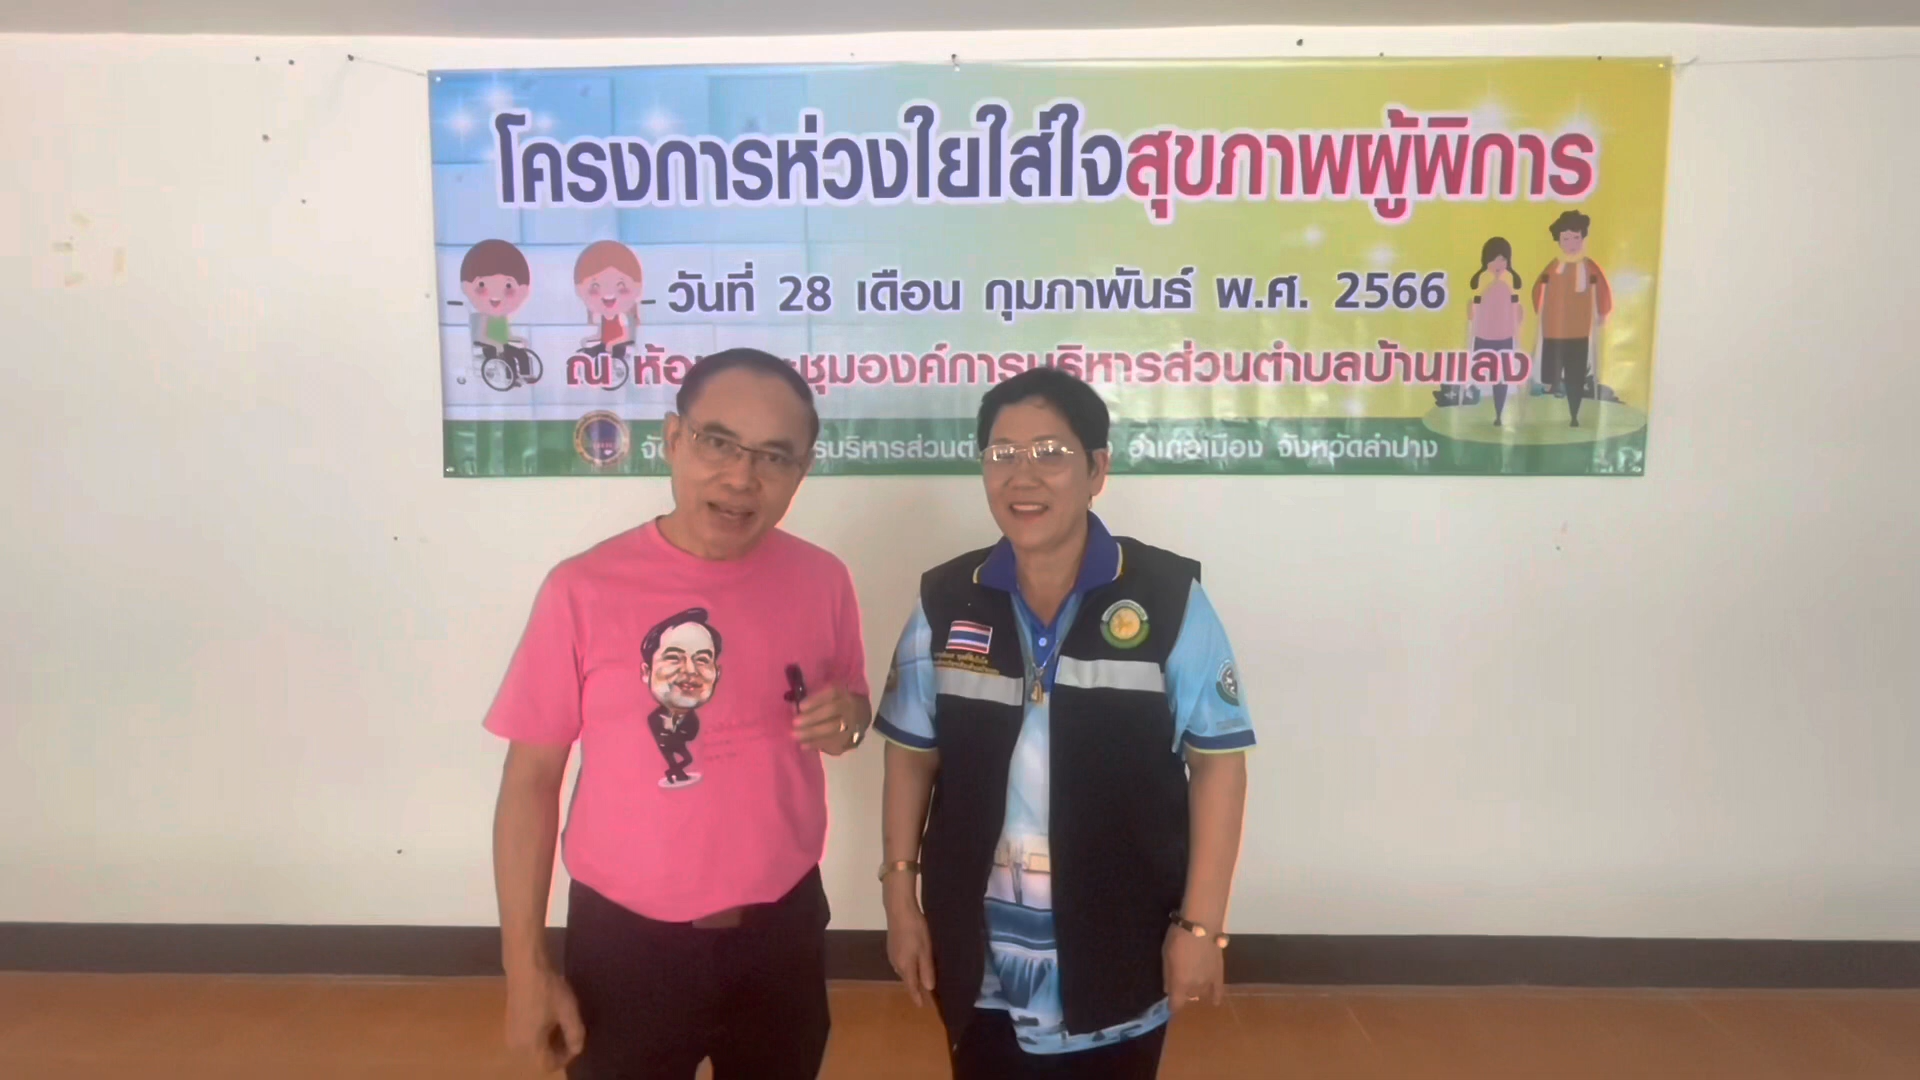 โครงการห่วงใยใส่ใจสุขภาพผู้พิการ
วันที่ 28 เดือน กุมภาพันธ์ พ.ศ. 2566
ณ ห้อง ชุมองค์การบริหารส่วนตำบลบ้านแลง
รบริหารส่วนตำ อำเภอเมือง จังหวัดลำปาง